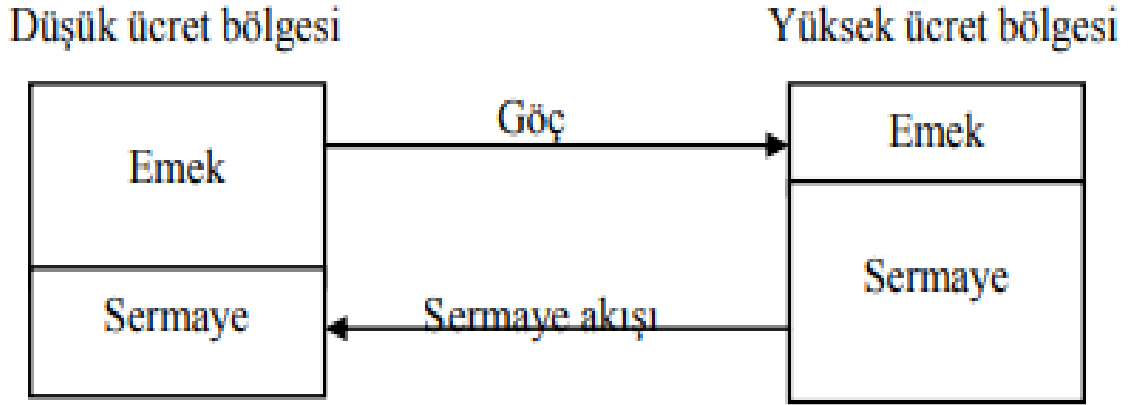 Düşük ücret bölgesi
Yüksek ücret bölgesi
Göç
Emek
Emek
Sermaye
Sermaye
Sermaye akışı